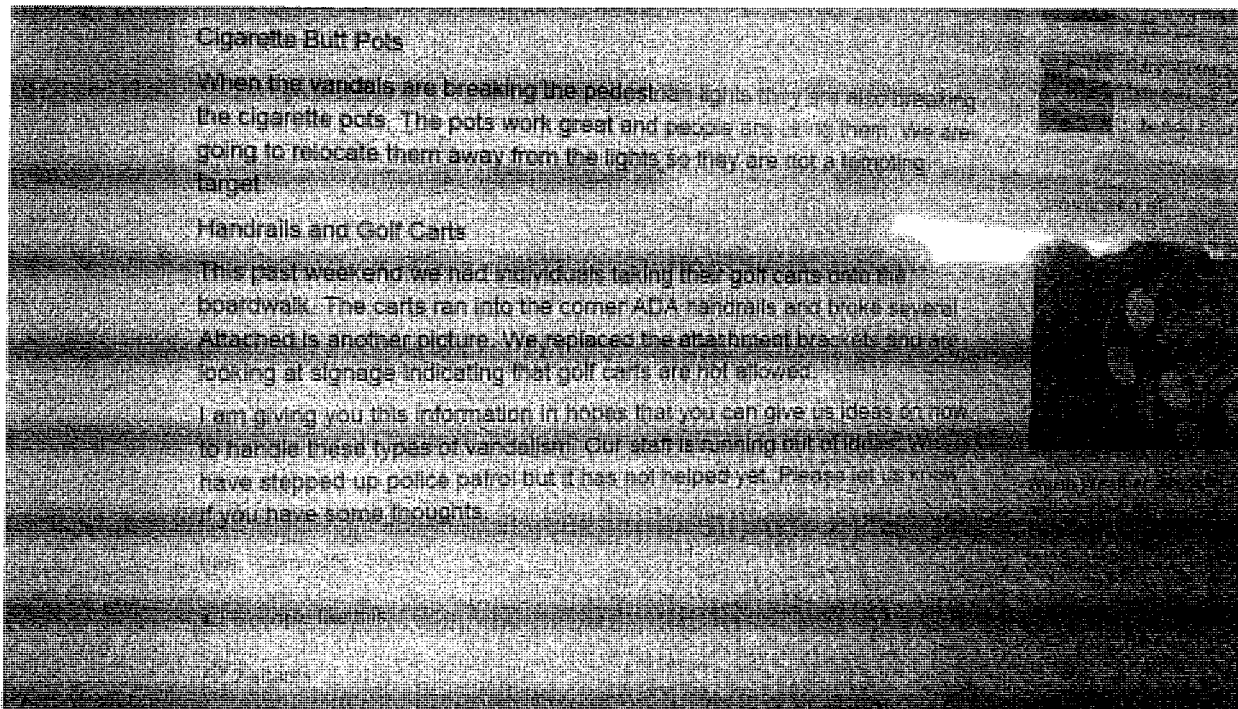 Cigarette Butt Pots
When the vandals are breaking the pedestrian lights they are also breaking
the cigarette pots. The pots work great and people are using them. We are
going to relocate them away from the lights so they are not a tempting
target.
Handrails and Golf Carts
This past weekend we had individuals taking their golf carts onto the
boardwalk. The carts ran into the corner ADA handrails and broke several.
Attached is another picture. We replaced the attachment brackets and are
looking at signage indicating that golf carts are not allowed.
I am giving you this information in hopes that you can give us ideas on how
to handle these types of vandalism. Our staff is running out of ideas. We
have stepped up police patrol but it has not helped yet. Please let us know
if you have some thoughts.